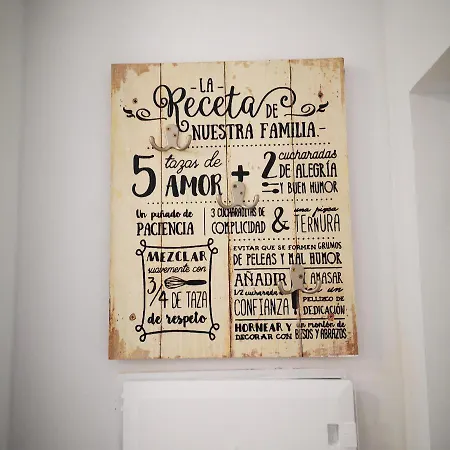 -LA-
Receta DE
NUESTRA FAMILIA.-
5 tazas de AMOR + 2 cucharadas DE ALEGRÍA Y BUEN HUMOR
Un puñado de PACIENCIA
3 CUCHARADITAS DE COMPLICIDAD & una pizca TERNURA
MEZCLAR
suavemente con
3/4 DE TAZA
de respeto
EVITAR QUE SE FORMEN GRUMOS
DE PELEAS Y MAL HUMOR
AÑADIR
1/2 cucharada
CONFIANZA!
AMASAR
un
PELLIZCO DE
DEDICACIÓN
HORNEAR Y
DECORAR CON
un montón de
BESOS Y ABRAZOS